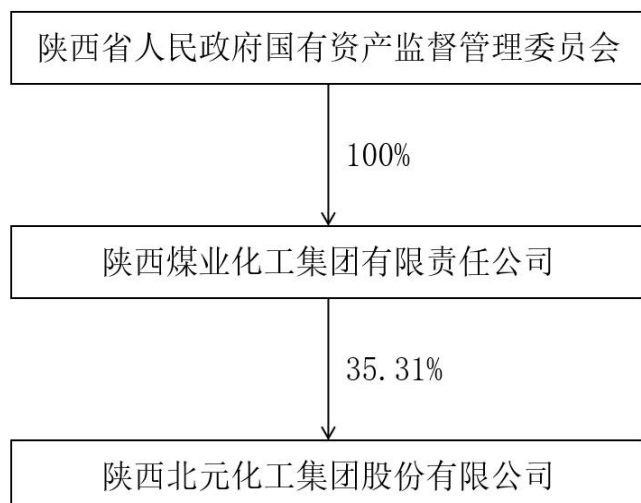 陕西省人民政府国有资产监督管理委员会
100%
陕西煤业化工集团有限责任公司
35.31%
陕西北元化工集团股份有限公司